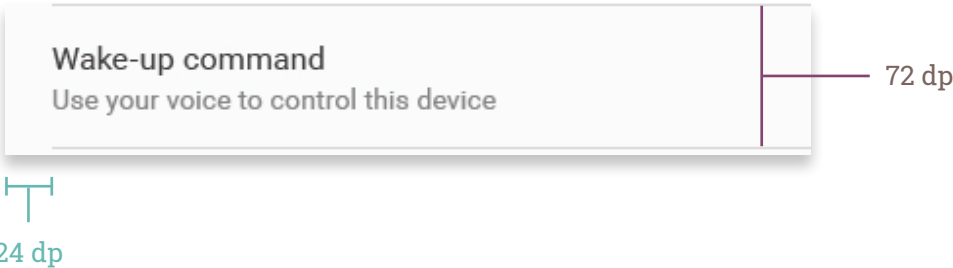 Wake-up command
Use your voice to control this device
72 dp
24 dp